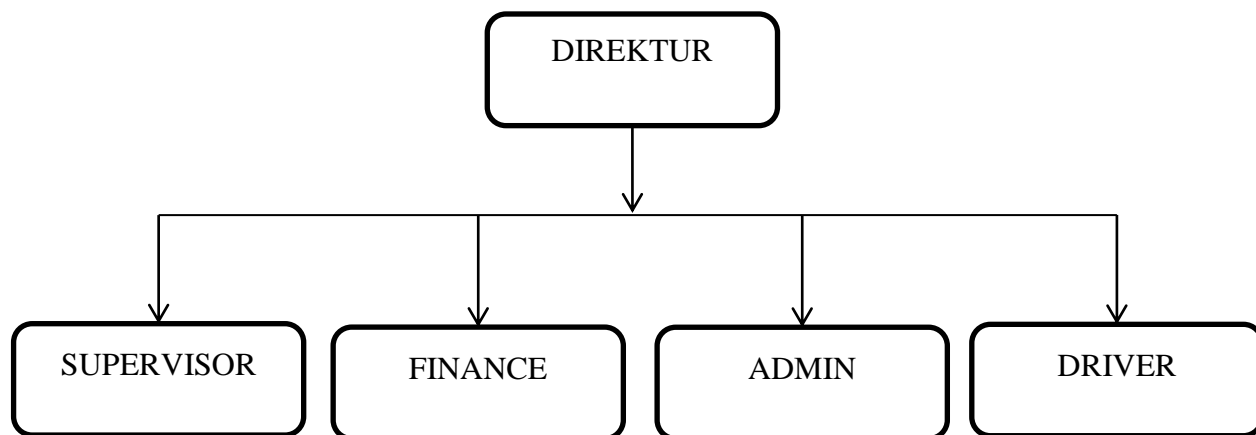 DIREKTUR
SUPERVISOR
FINANCE
ADMIN
DRIVER